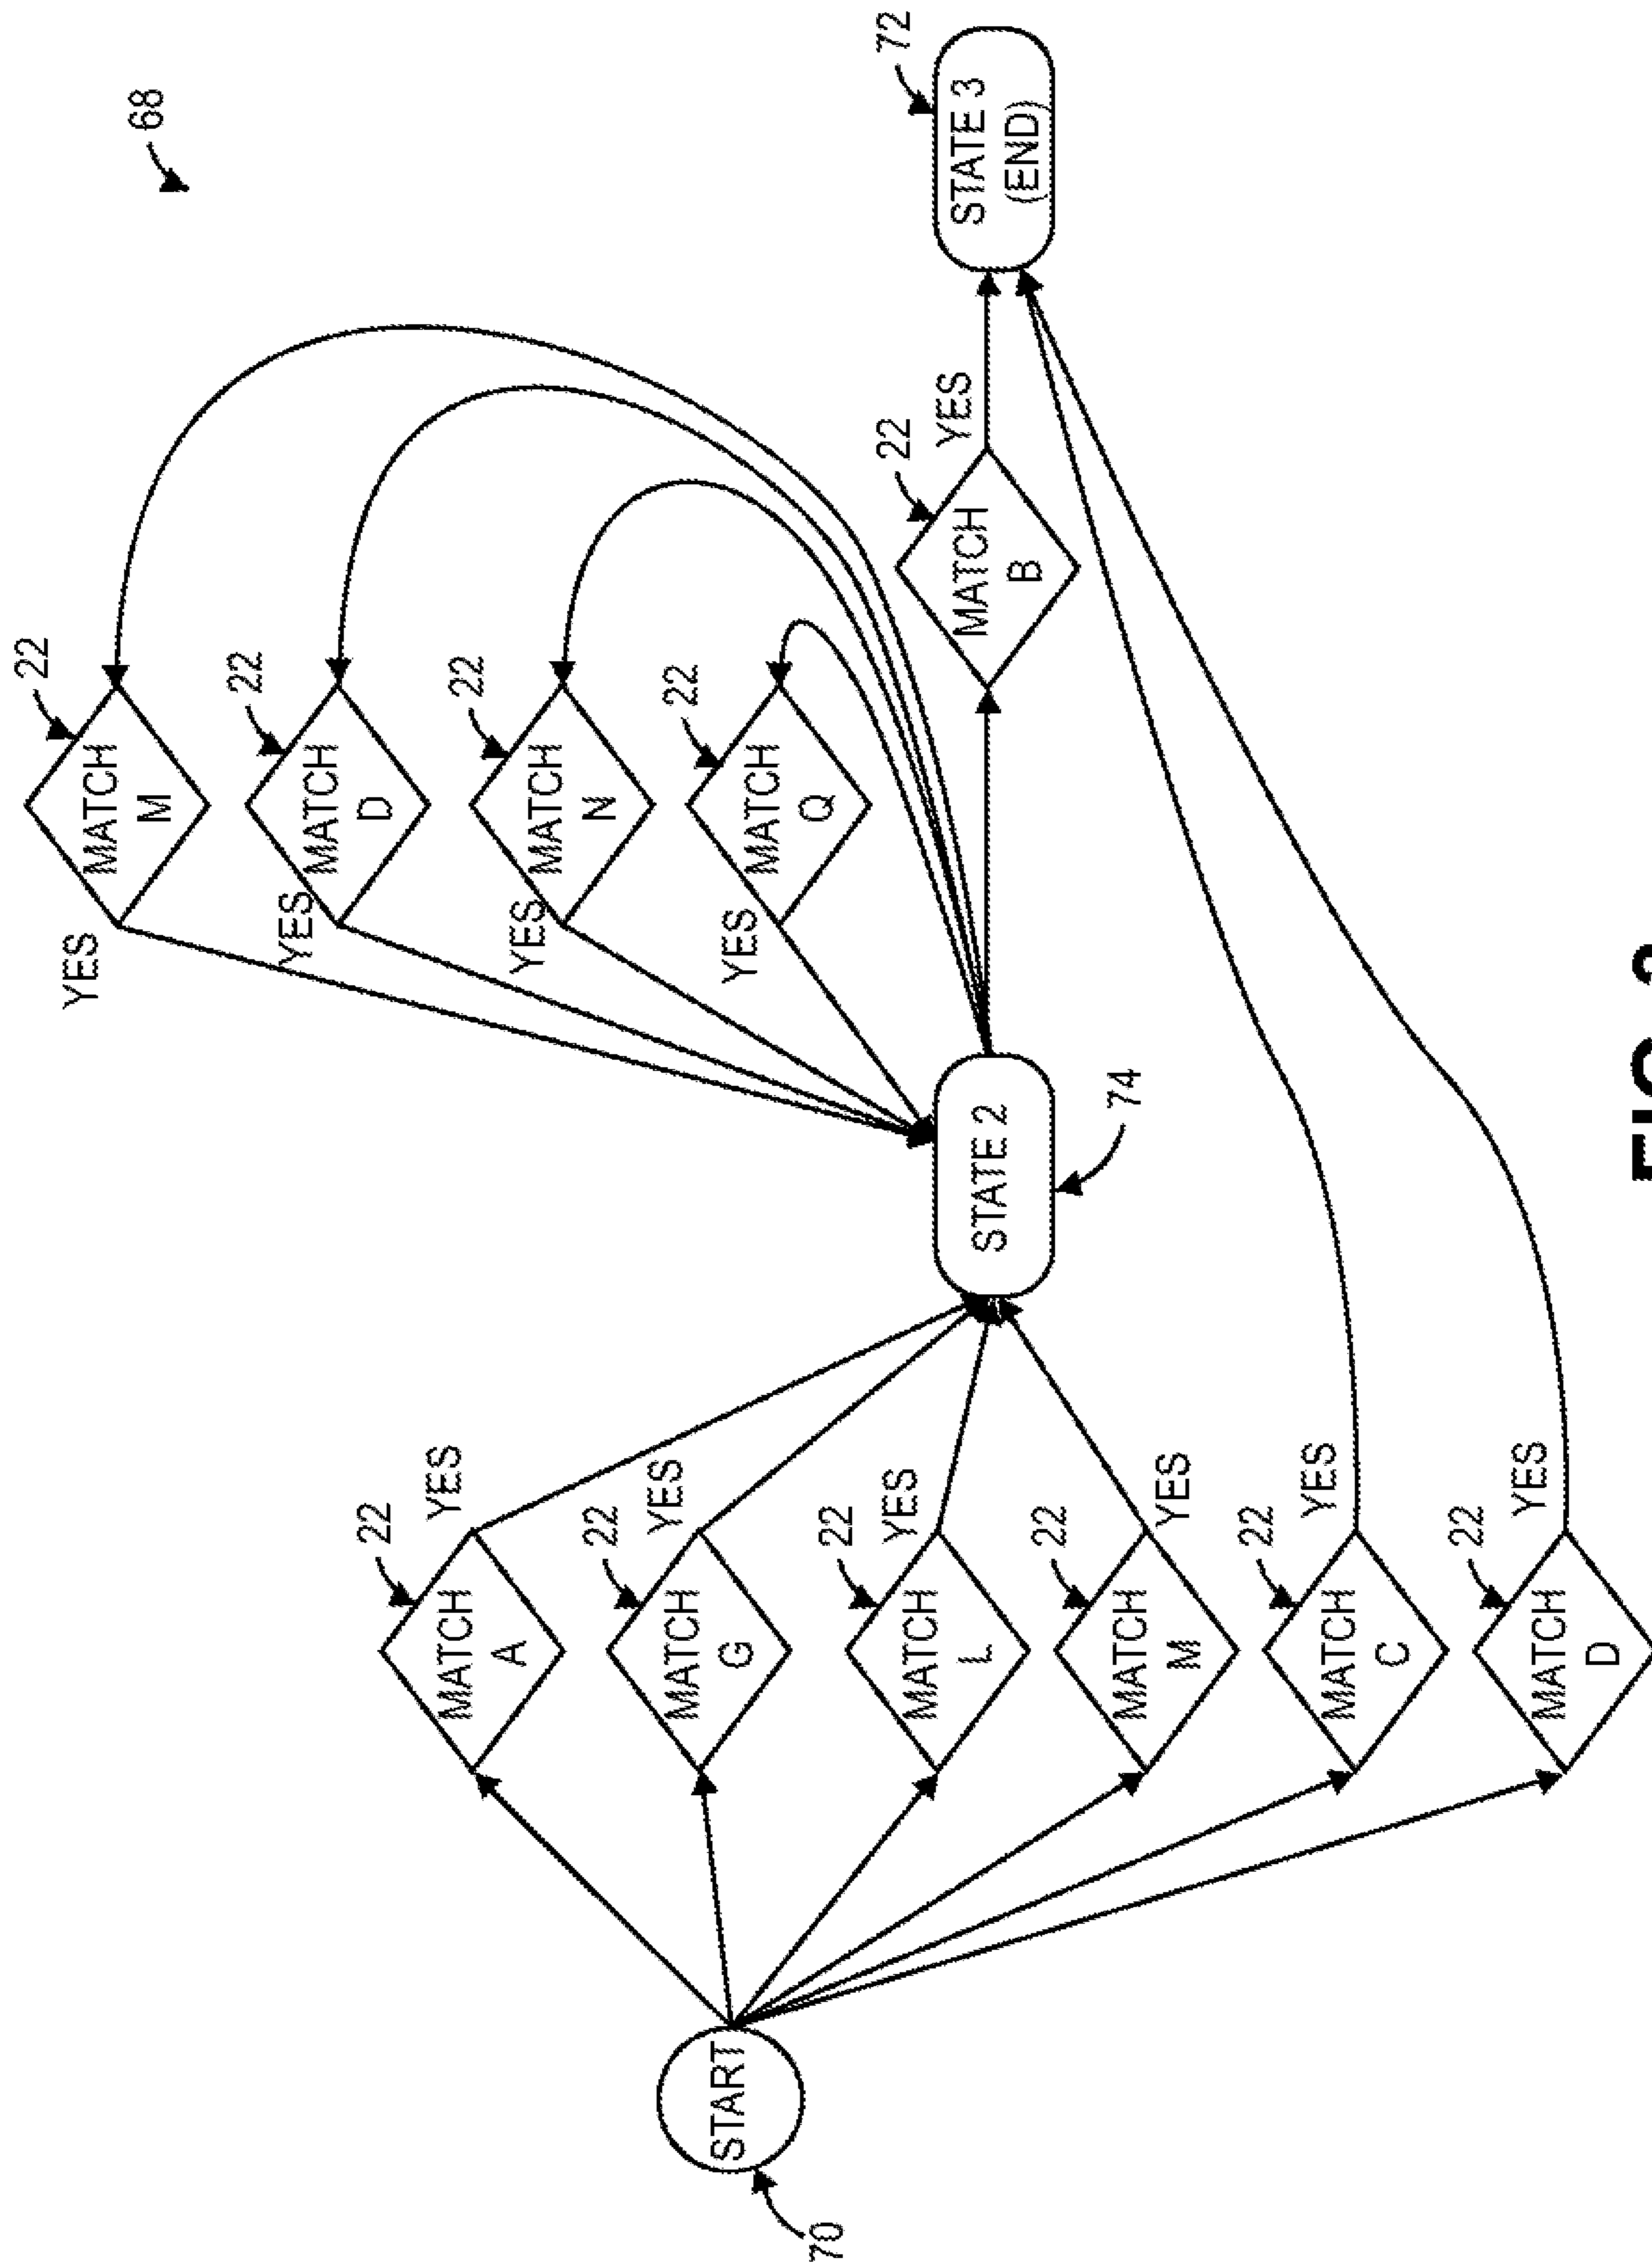 68
22
MATCH
M
YES
22
MATCH
D
YES
22
MATCH
N
YES
22
MATCH
Q
YES
22
MATCH
A
YES
22
MATCH
G
YES
START
70
22
MATCH
L
YES
STATE 2
74
22
MATCH
B
YES
72
STATE 3
(END)
22
MATCH
M
YES
22
MATCH
C
YES
22
MATCH
D
YES
FIG.